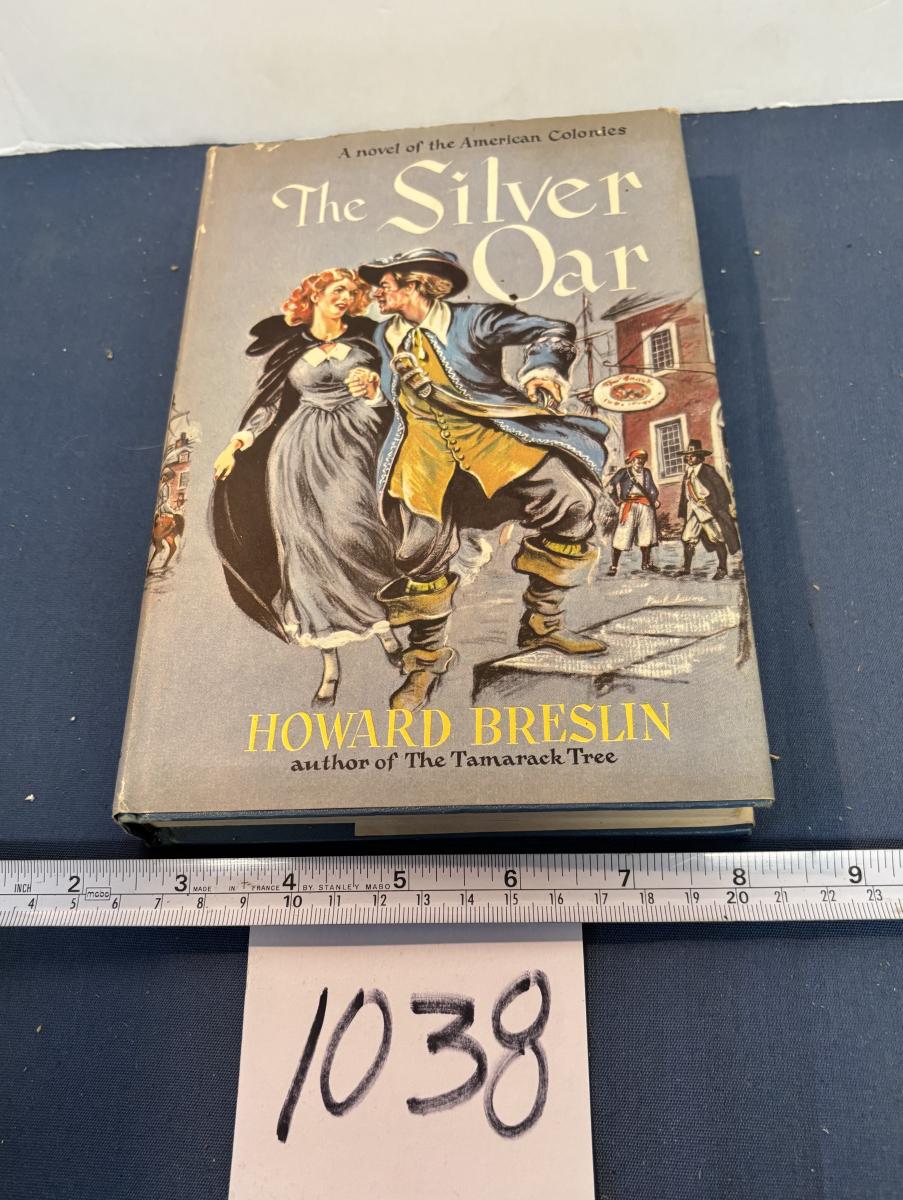 A novel of the American Colonies
The Silver
Oar
HOWARD BRESLIN
author of The Tamarack Tree
2 3 4 5 6 7 8 9
INCH mabo MADE IN FRANCE BY STANLEY MABO
4 5 6 7 8 9 10 11 12 13 14 15 16 17 18 19 20 21 22 23
1038